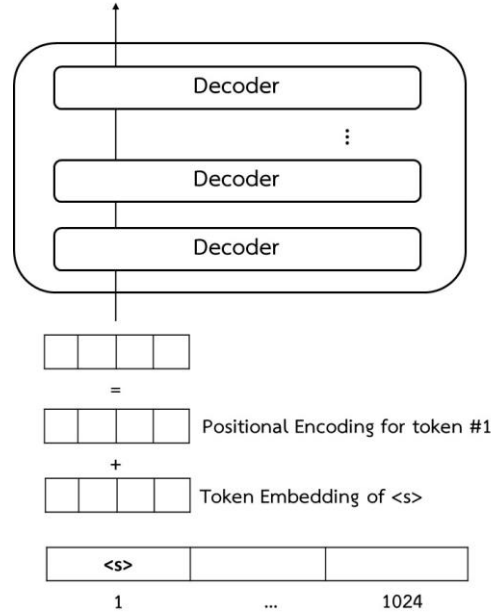 Decoder
⋮
Decoder
Decoder
=
Positional Encoding for token #1
+
Token Embedding of <s>
<s>
1 ... 1024